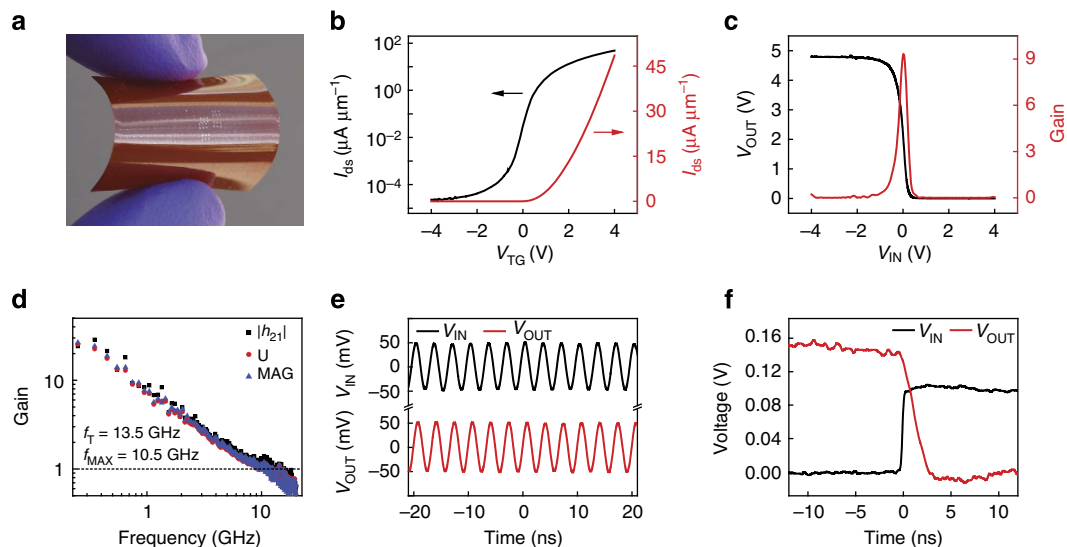 a
b
10²
10⁰
10⁻²
10⁻⁴
I_ds (μA μm⁻¹)
−4 −2 0 2 4
V_TG (V)
45
30
15
0
I_ds (μA μm⁻¹)
c
5
4
3
2
1
0
V_OUT (V)
−4 −2 0 2 4
V_IN (V)
9
6
3
0
Gain
d
|h₂₁|
U
MAG
10
1
Gain
f_T = 13.5 GHz
f_MAX = 10.5 GHz
1 10
Frequency (GHz)
e
V_IN V_OUT
50
0
−50
V_IN (mV)
50
0
−50
V_OUT (mV)
−20 −10 0 10 20
Time (ns)
f
V_IN V_OUT
0.16
0.12
0.08
0.04
0.00
Voltage (V)
−10 −5 0 5 10
Time (ns)